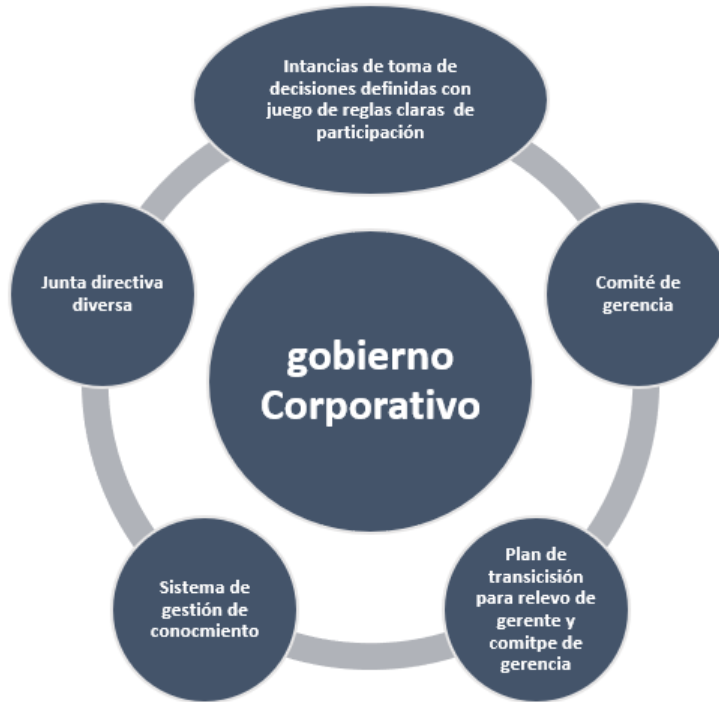 Intancias de toma de
decisiones definidas con
juego de reglas claras de
participación
Comité de
gerencia
Plan de
transicisión
para relevo de
gerente y
comitpe de
gerencia
Sistema de
gestión de
conocmiento
Junta directiva
diversa
gobierno
Corporativo